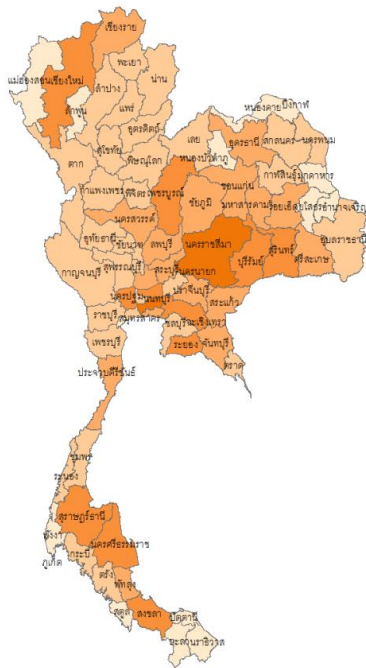 เชียงราย
พะเยา
แม่ฮ่องสอน
เชียงใหม่
น่าน
ลำปาง
ลำพูน
แพร่
อุตรดิตถ์
สุโขทัย
ตาก
พิษณุโลก
เลย
หนองคาย
บึงกาฬ
อุดรธานี
สกลนคร
นครพนม
หนองบัวลำภู
กำแพงเพชร
พิจิตร
เพชรบูรณ์
ขอนแก่น
กาฬสินธุ์
มุกดาหาร
ชัยภูมิ
มหาสารคาม
ร้อยเอ็ด
ยโสธร
อำนาจเจริญ
นครสวรรค์
อุทัยธานี
ชัยนาท
ลพบุรี
นครราชสีมา
บุรีรัมย์
สุรินทร์
ศรีสะเกษ
อุบลราชธานี
กาญจนบุรี
สุพรรณบุรี
สระบุรี
นครนายก
ปราจีนบุรี
สระแก้ว
นครปฐม
นนทบุรี
ราชบุรี
สมุทรสาคร
ชลบุรี
ฉะเชิงเทรา
เพชรบุรี
ระยอง
จันทบุรี
ตราด
ประจวบคีรีขันธ์
ชุมพร
ระนอง
สุราษฎร์ธานี
พังงา
นครศรีธรรมราช
ภูเก็ต
กระบี่
ตรัง
พัทลุง
สตูล
สงขลา
ปัตตานี
ยะลา
นราธิวาส